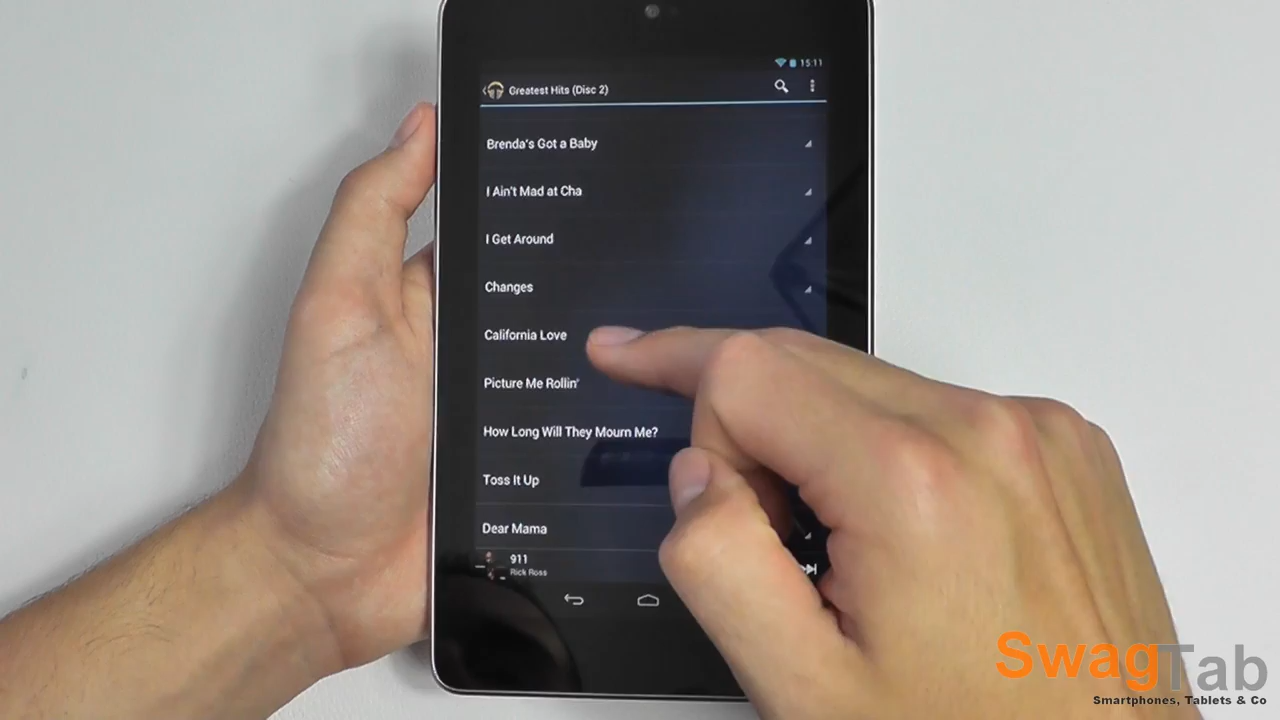 15:11
Greatest Hits (Disc 2)
Brenda's Got a Baby
I Ain't Mad at Cha
I Get Around
Changes
California Love
Picture Me Rollin'
How Long Will They Mourn Me?
Toss It Up
Dear Mama
911
Rick Ross
SwagTab
Smartphones, Tablets & Co